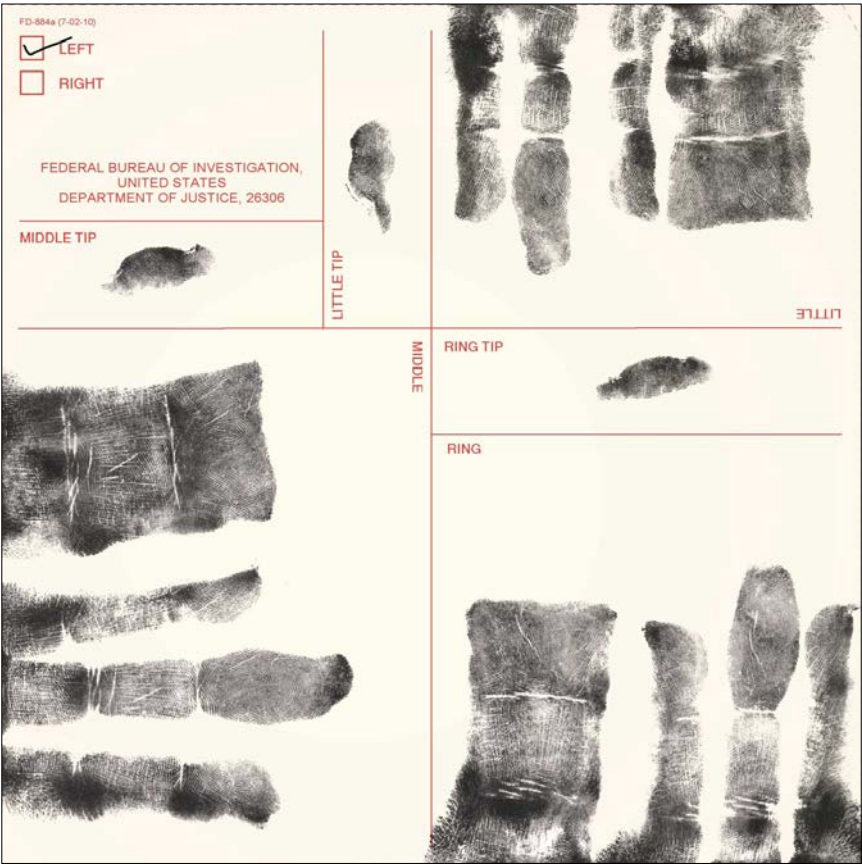 FD-884a (7-02-10)
LEFT
RIGHT
FEDERAL BUREAU OF INVESTIGATION,
UNITED STATES
DEPARTMENT OF JUSTICE, 26306
MIDDLE TIP
LITTLE TIP
LITTLE
MIDDLE
RING TIP
RING